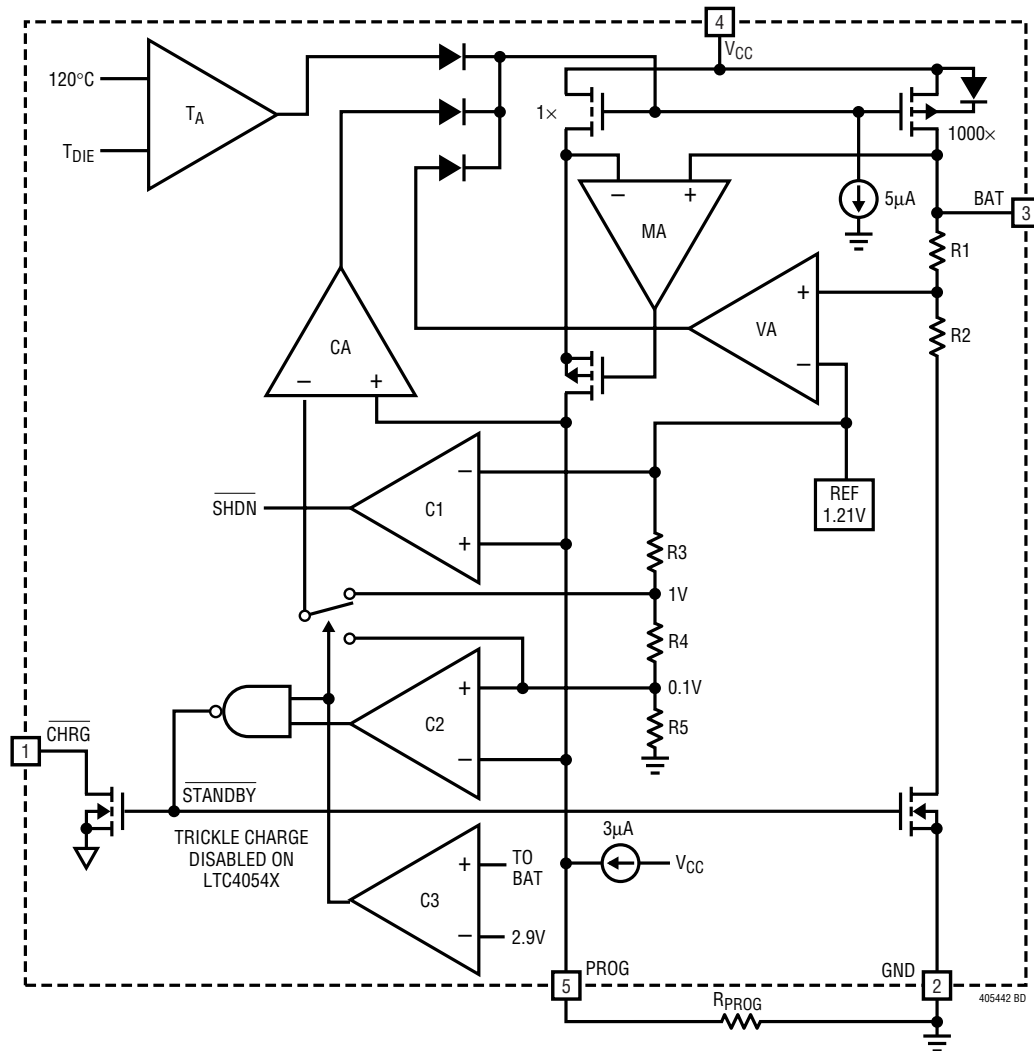 4
VCC
120°C
TA
TDIE
1×
1000×
– +
MA
5µA
BAT
3
R1
+
VA
–
R2
CA
– +
REF
1.21V
–
C1
+
SHDN
R3
1V
R4
0.1V
R5
+
C2
–
CHRG
1
STANDBY
TRICKLE CHARGE
DISABLED ON
LTC4054X
3µA
VCC
+
C3
–
TO
BAT
2.9V
5
PROG
GND
2
RPROG
405442 BD